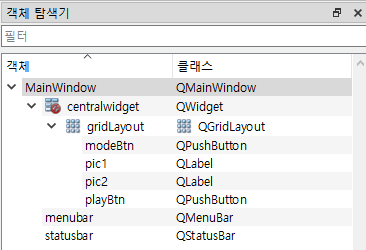 객체 탐색기
필터
객체 클래스
MainWindow QMainWindow
centralwidget QWidget
gridLayout QGridLayout
modeBtn QPushButton
pic1 QLabel
pic2 QLabel
playBtn QPushButton
menubar QMenuBar
statusbar QStatusBar